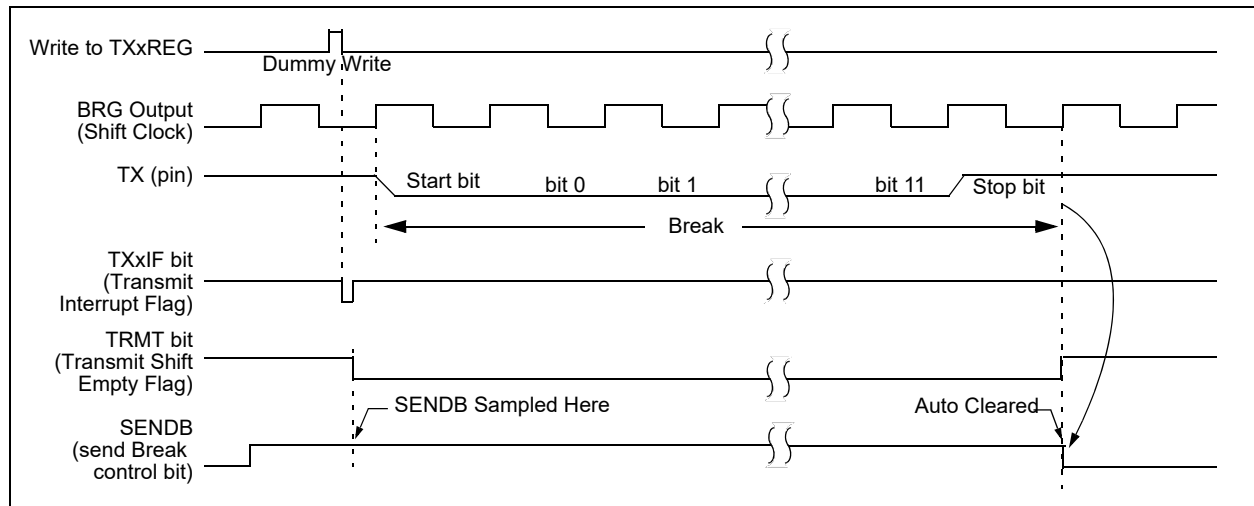 Write to TXxREG
Dummy Write
BRG Output
(Shift Clock)
TX (pin)
Start bit
bit 0
bit 1
bit 11
Stop bit
Break
TXxIF bit
(Transmit
Interrupt Flag)
TRMT bit
(Transmit Shift
Empty Flag)
SENDB Sampled Here
Auto Cleared
SENDB
(send Break
control bit)